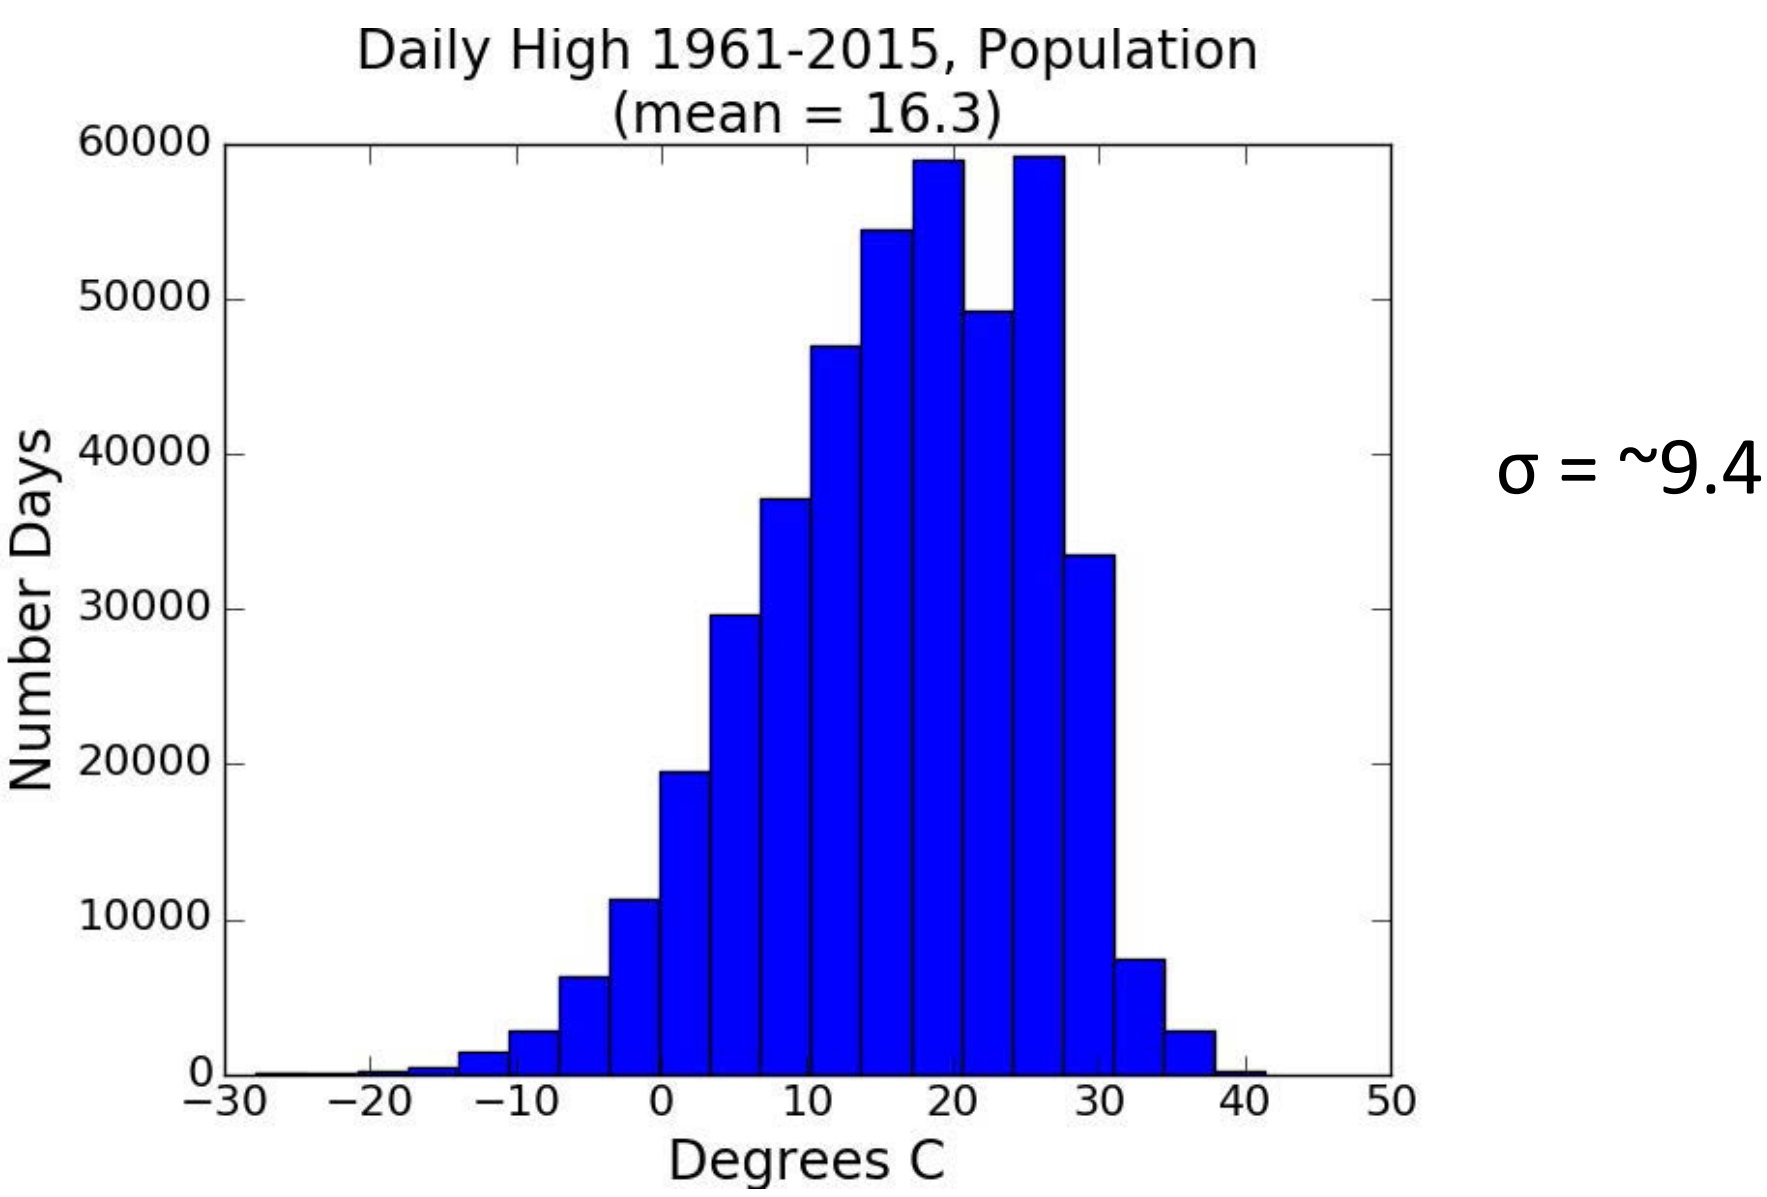 Daily High 1961-2015, Population
(mean = 16.3)
60000
50000
40000
30000
20000
10000
0
Number Days
−30 −20 −10 0 10 20 30 40 50
Degrees C
σ = ~9.4